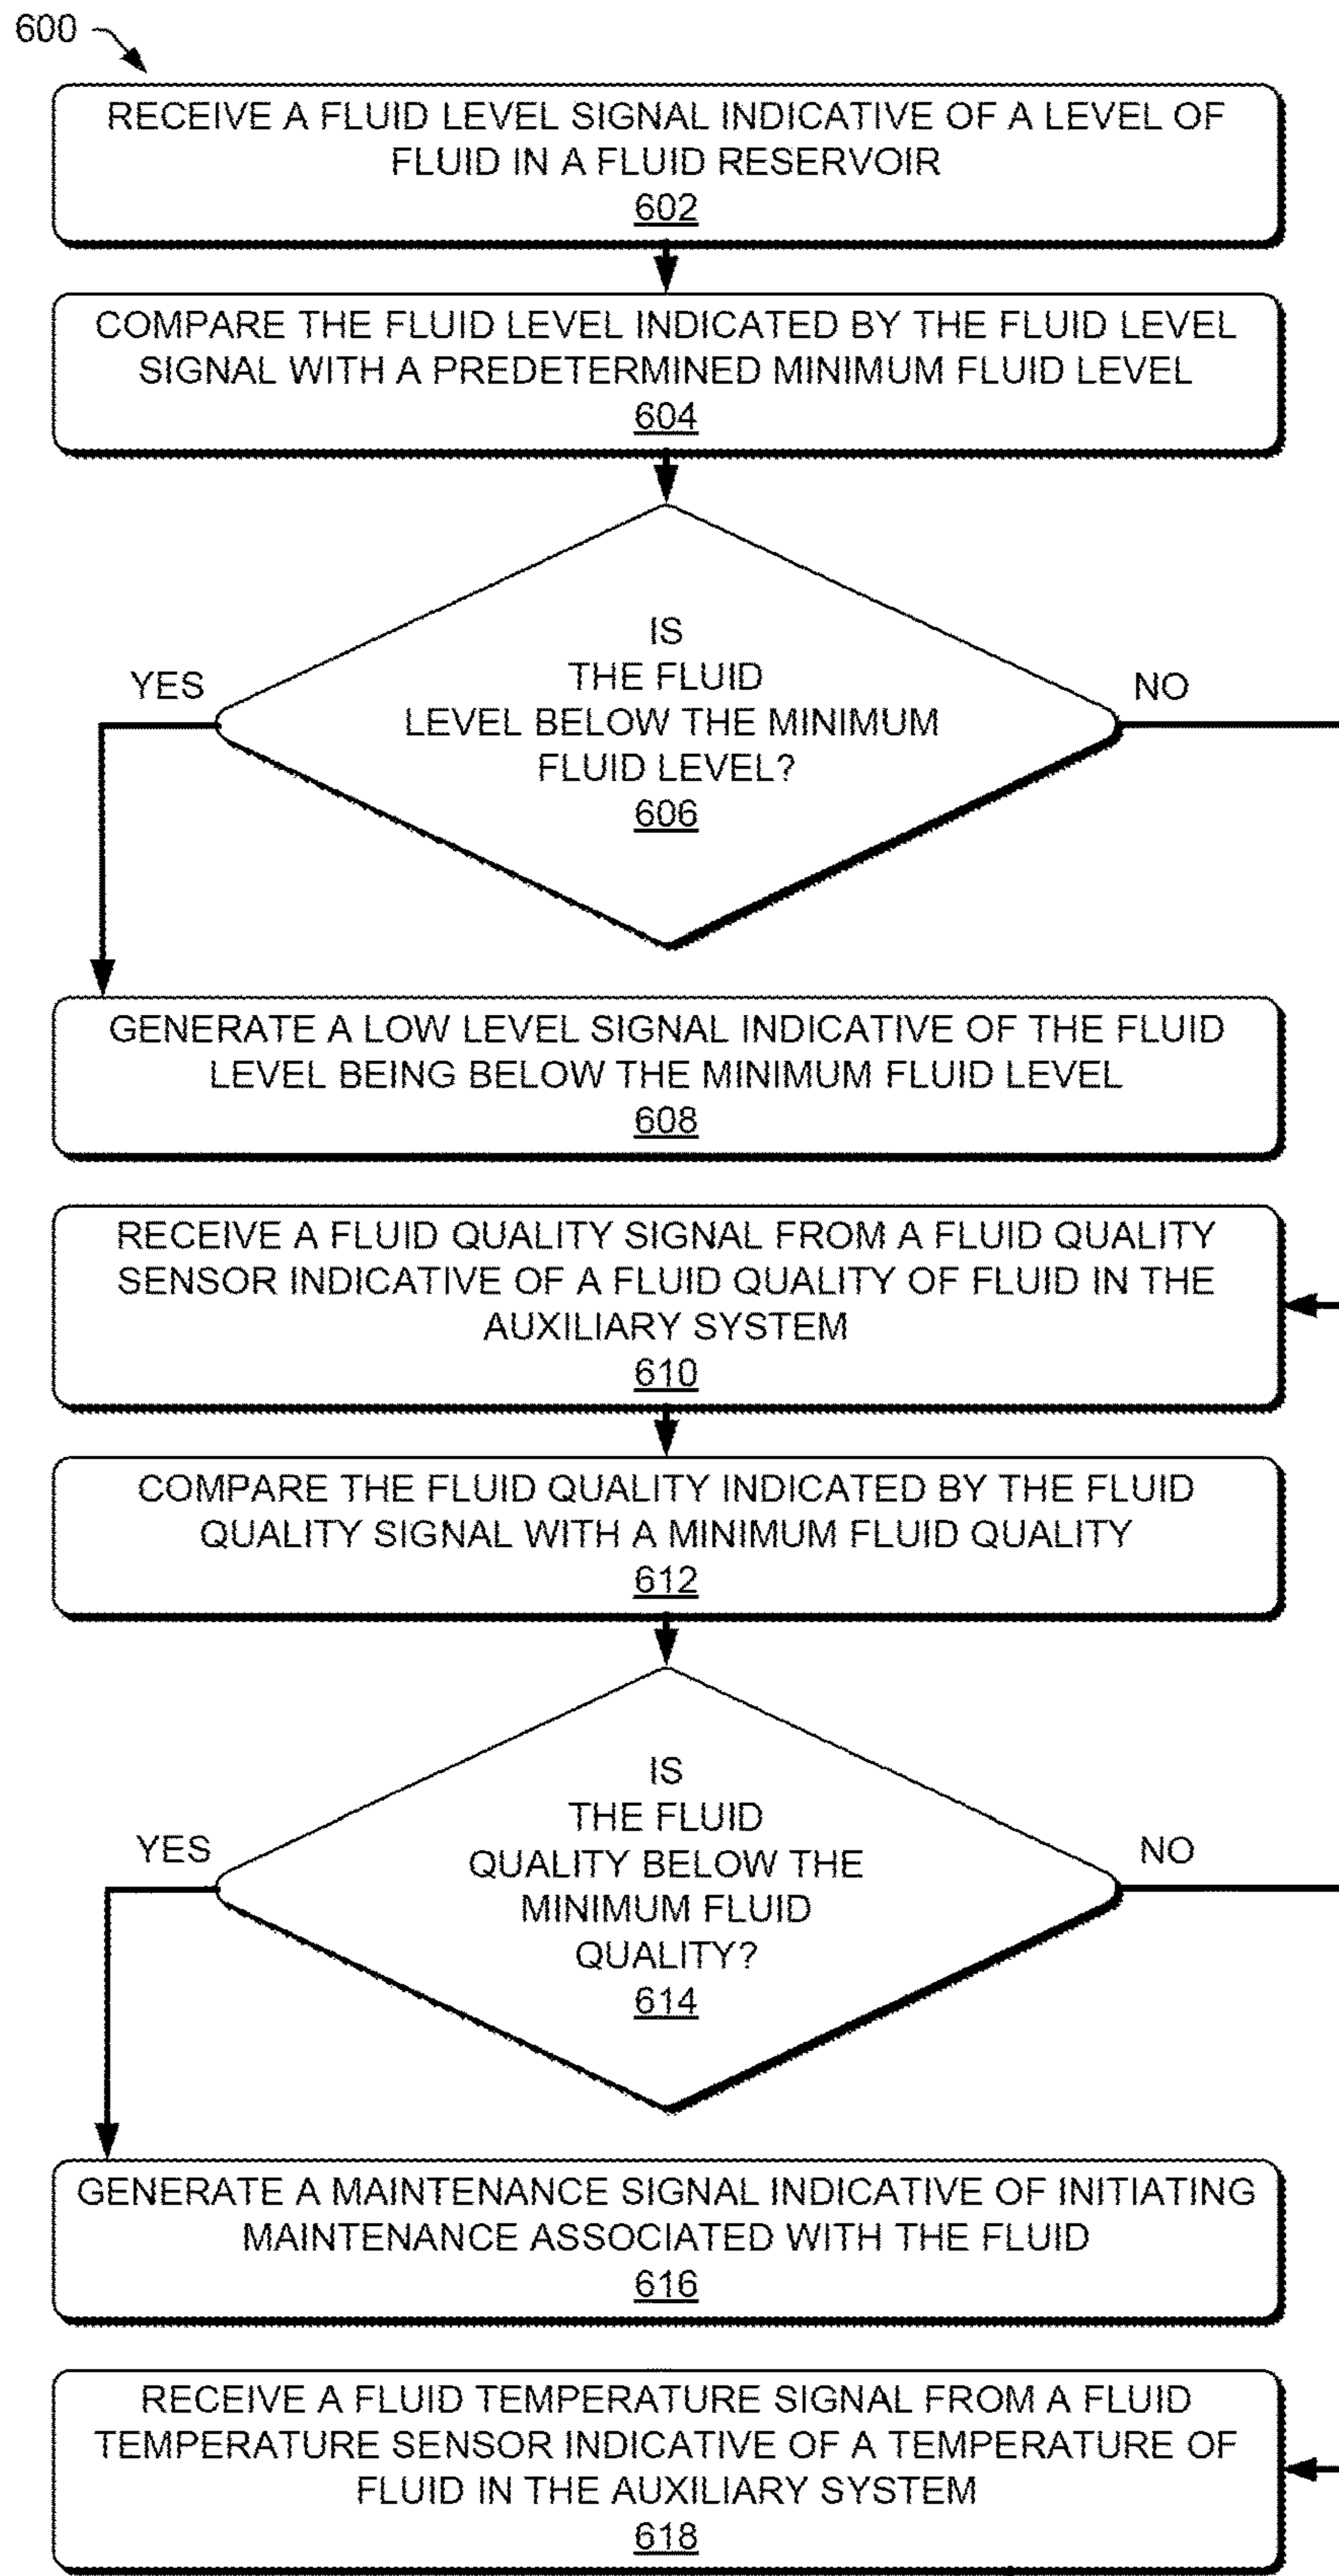 600
RECEIVE A FLUID LEVEL SIGNAL INDICATIVE OF A LEVEL OF
FLUID IN A FLUID RESERVOIR
602
COMPARE THE FLUID LEVEL INDICATED BY THE FLUID LEVEL
SIGNAL WITH A PREDETERMINED MINIMUM FLUID LEVEL
604
IS
THE FLUID
LEVEL BELOW THE MINIMUM
FLUID LEVEL?
606
YES
NO
GENERATE A LOW LEVEL SIGNAL INDICATIVE OF THE FLUID
LEVEL BEING BELOW THE MINIMUM FLUID LEVEL
608
RECEIVE A FLUID QUALITY SIGNAL FROM A FLUID QUALITY
SENSOR INDICATIVE OF A FLUID QUALITY OF FLUID IN THE
AUXILIARY SYSTEM
610
COMPARE THE FLUID QUALITY INDICATED BY THE FLUID
QUALITY SIGNAL WITH A MINIMUM FLUID QUALITY
612
IS
THE FLUID
QUALITY BELOW THE
MINIMUM FLUID
QUALITY?
614
YES
NO
GENERATE A MAINTENANCE SIGNAL INDICATIVE OF INITIATING
MAINTENANCE ASSOCIATED WITH THE FLUID
616
RECEIVE A FLUID TEMPERATURE SIGNAL FROM A FLUID
TEMPERATURE SENSOR INDICATIVE OF A TEMPERATURE OF
FLUID IN THE AUXILIARY SYSTEM
618